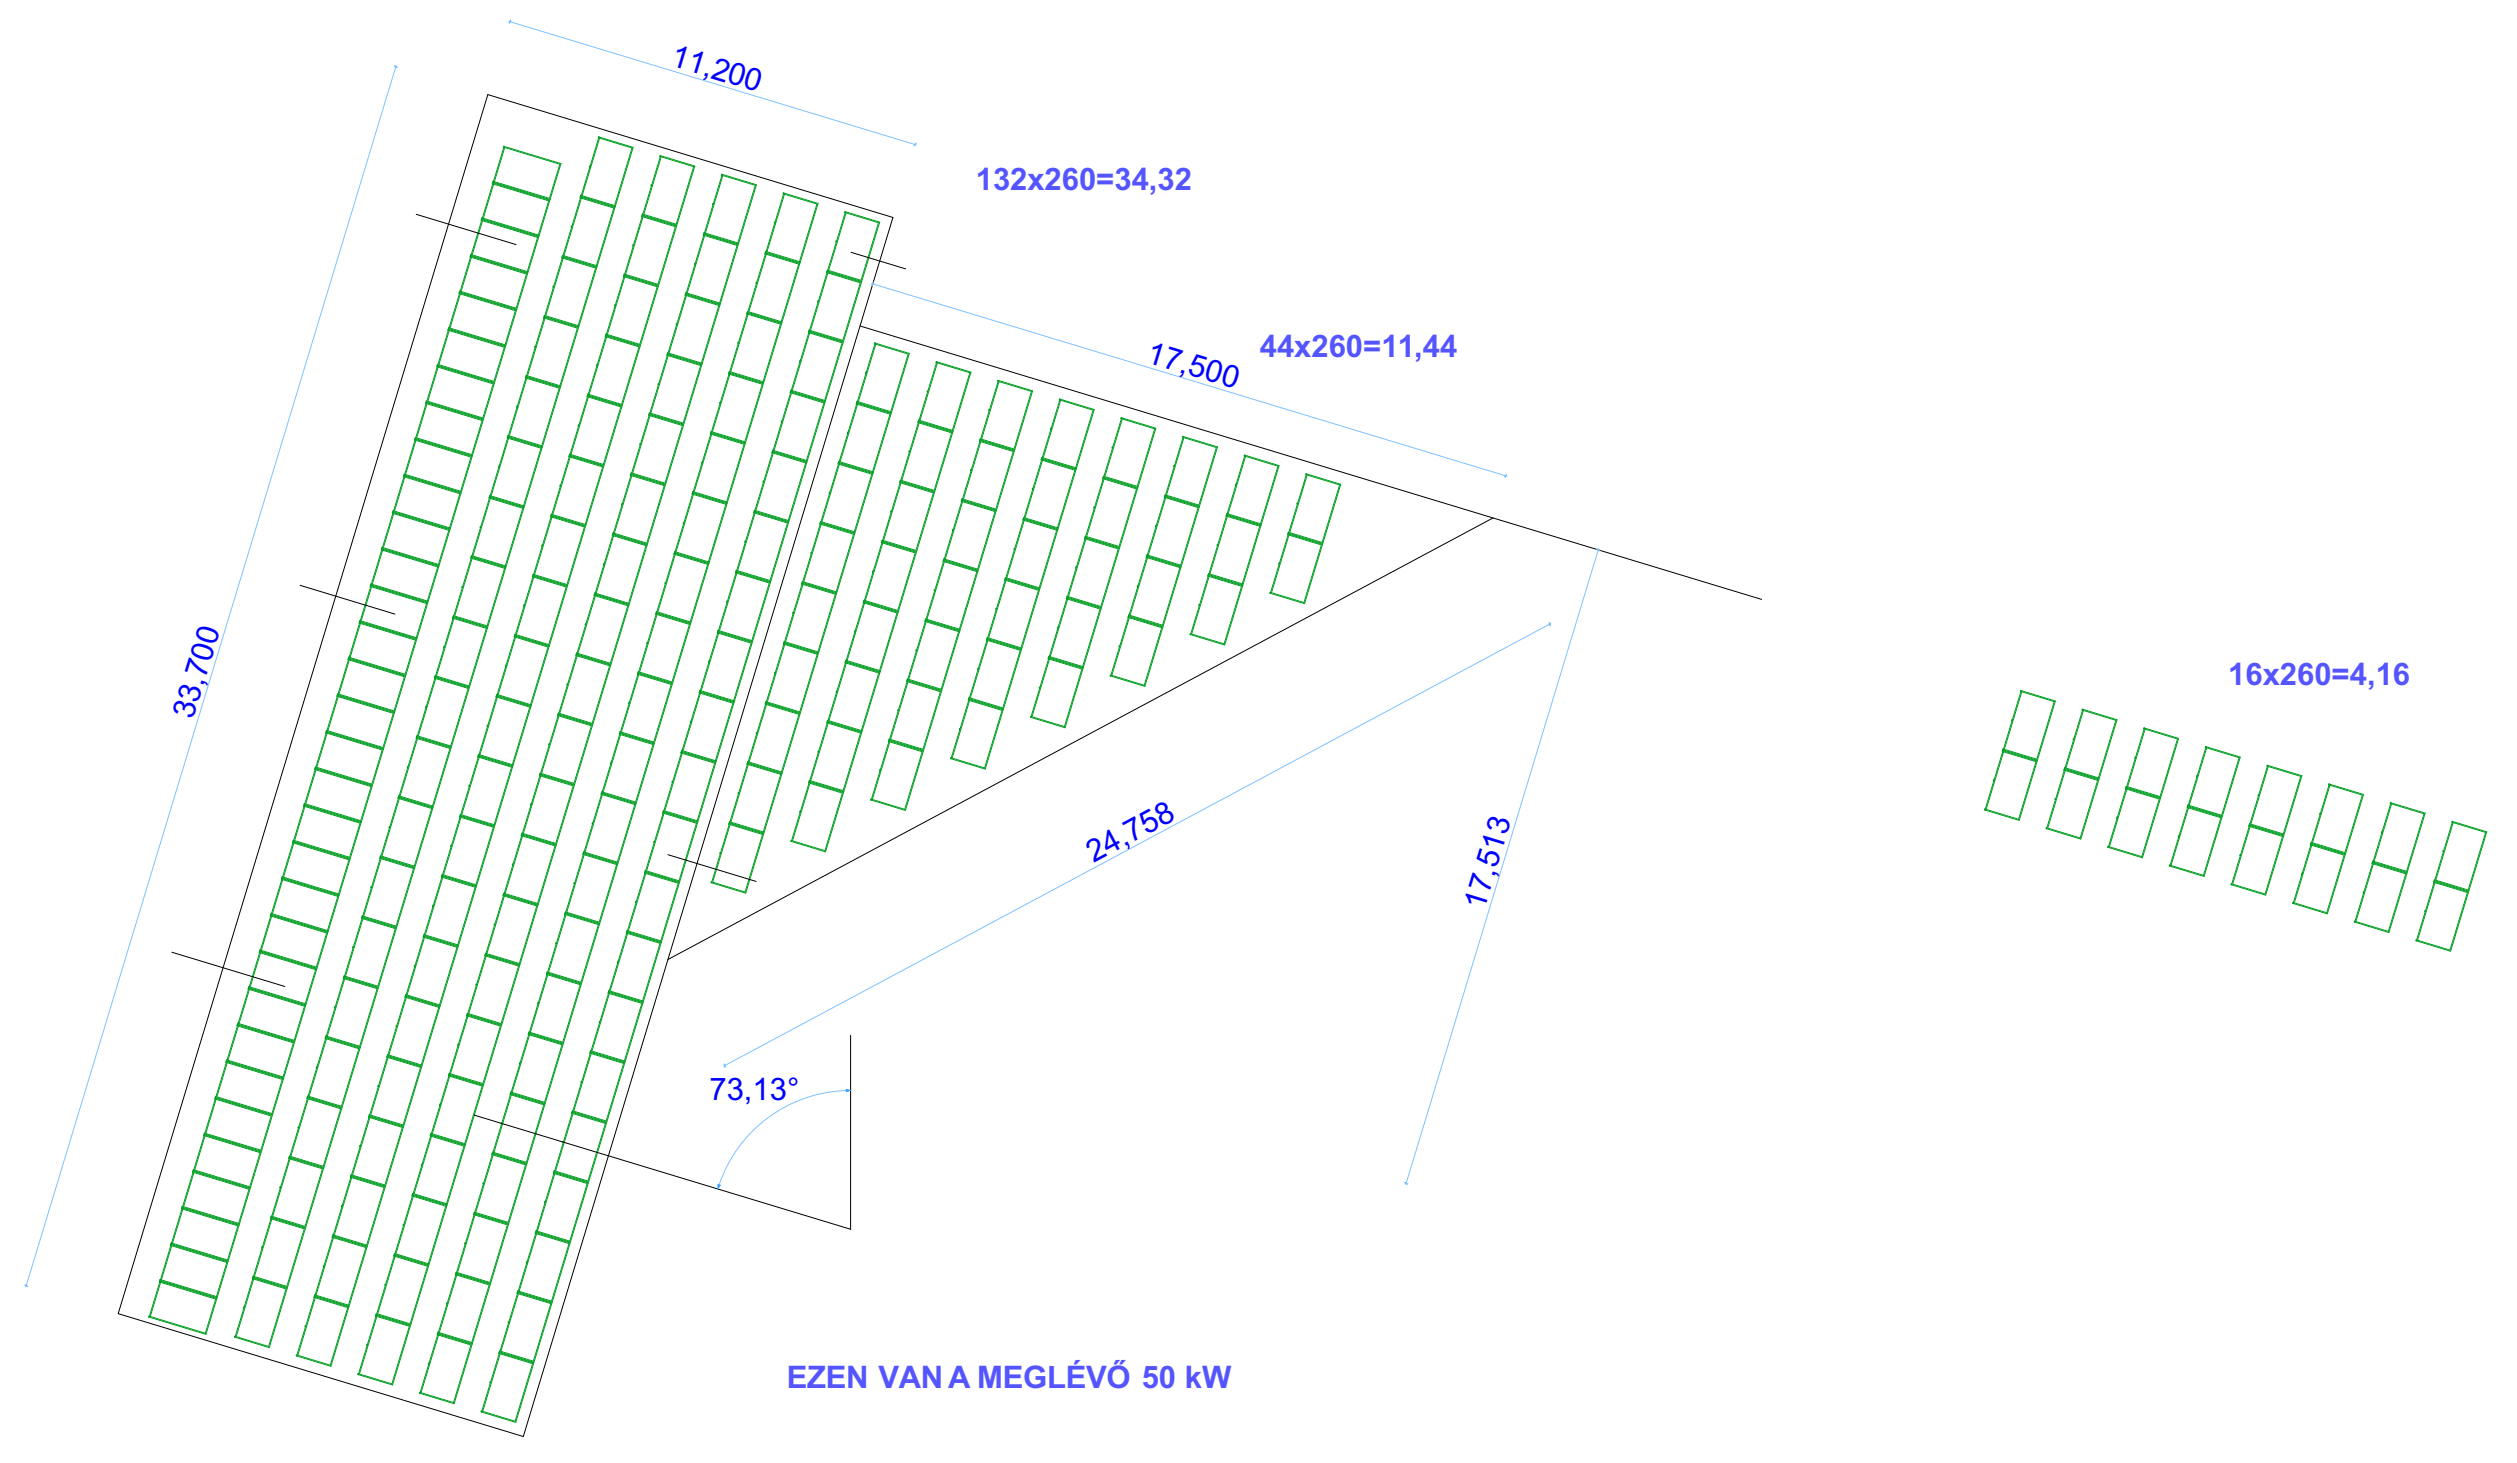 11,200
132x260=34,32
17,500
44x260=11,44
33,700
16x260=4,16
24,758
17,513
73,13°
EZEN VAN A MEGLÉVŐ 50 kW